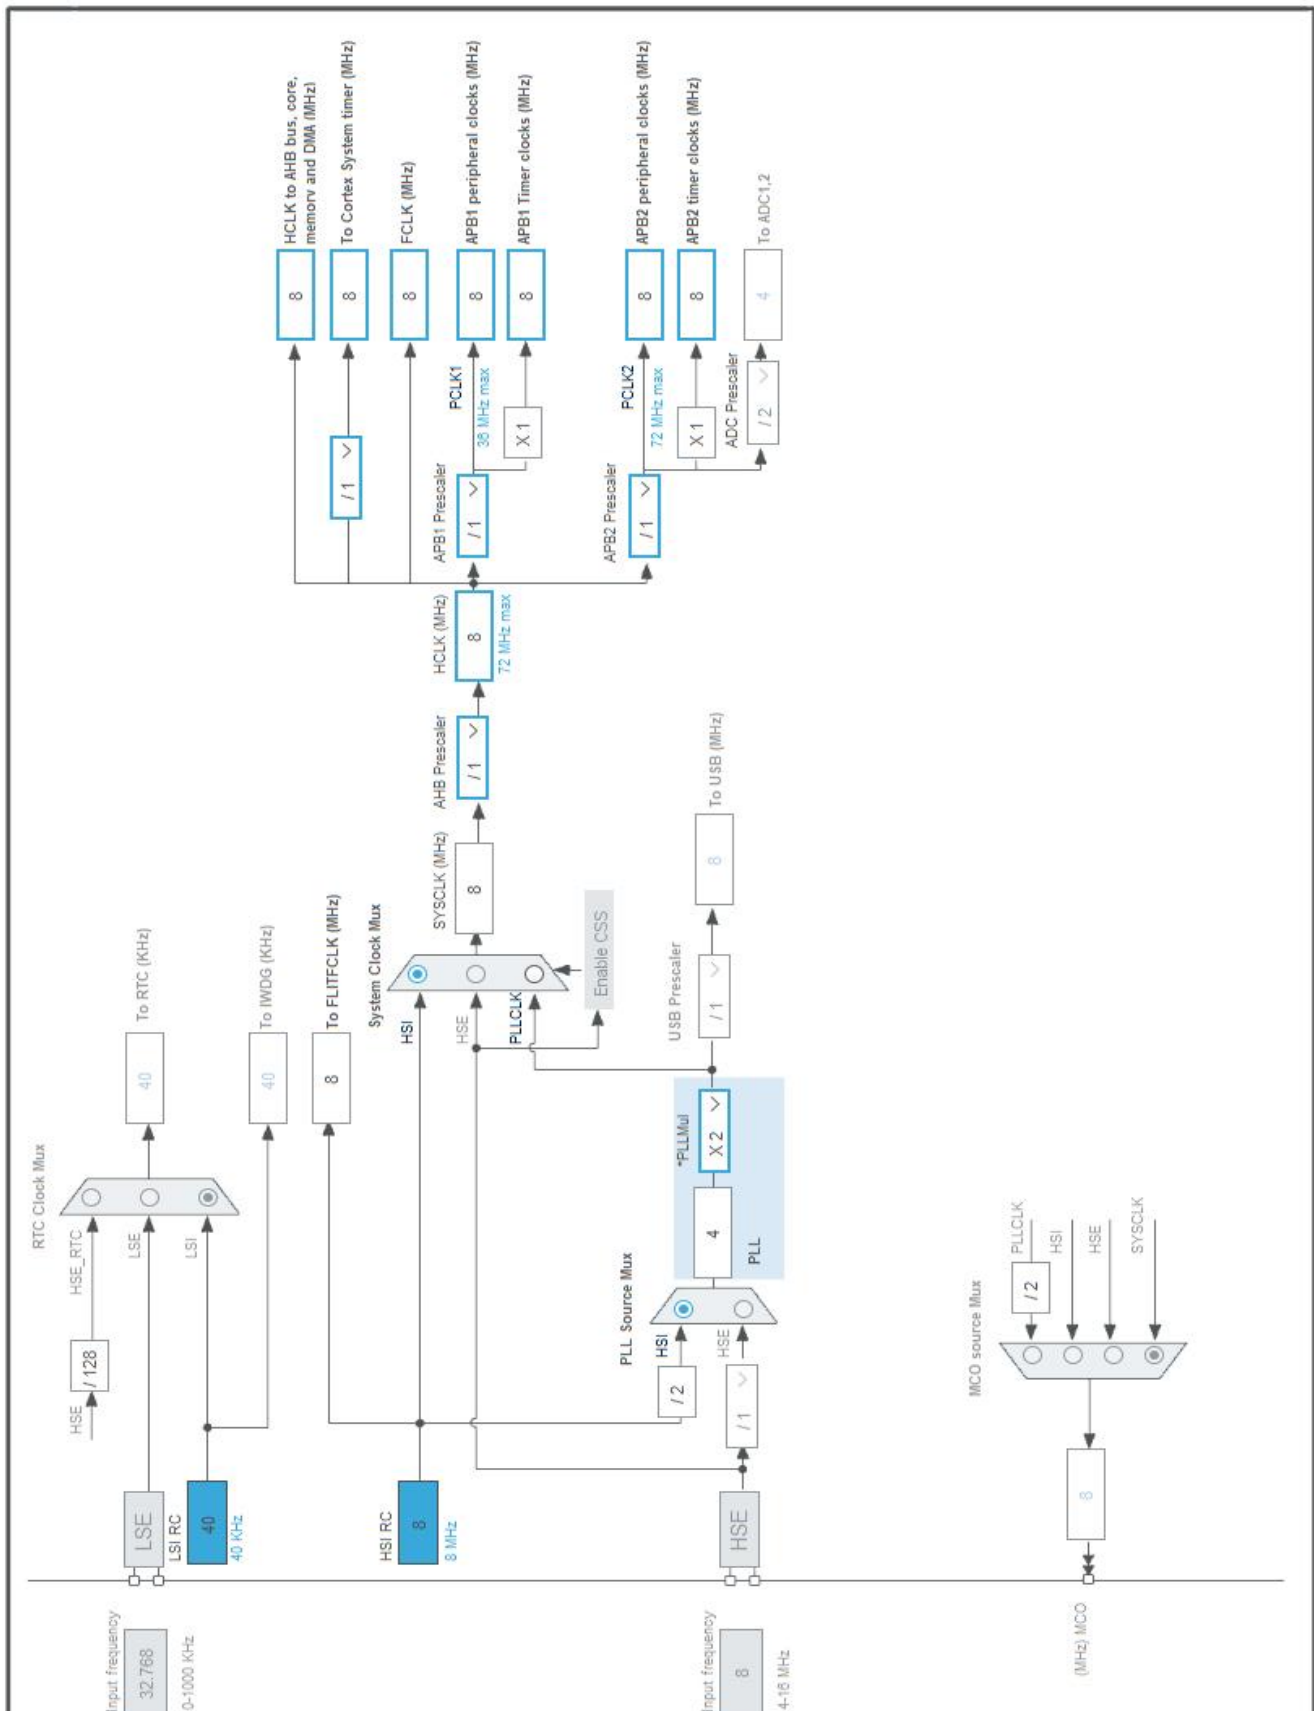 RTC Clock Mux
HSE
/ 128
HSE_RTC
Input frequency
32.768
0-1000 KHz
LSE
LSE
40
To RTC (KHz)
LSI RC
40
40 KHz
LSI
40
To IWDG (KHz)
8
To FLITFCLK (MHz)
HCLK to AHB bus, core,
memory and DMA (MHz)
8
/ 1
8
To Cortex System timer (MHz)
8
FCLK (MHz)
System Clock Mux
HSI RC
8
8 MHz
HSI
HSE
PLLCLK
Enable CSS
SYSCLK (MHz)
8
AHB Prescaler
/ 1
HCLK (MHz)
8
72 MHz max
APB1 Prescaler
/ 1
PCLK1
36 MHz max
8
APB1 peripheral clocks (MHz)
X 1
8
APB1 Timer clocks (MHz)
APB2 Prescaler
/ 1
PCLK2
72 MHz max
8
APB2 peripheral clocks (MHz)
X 1
8
APB2 timer clocks (MHz)
ADC Prescaler
/ 2
4
To ADC1,2
PLL Source Mux
HSI
/ 2
HSE
/ 1
Input frequency
8
4-16 MHz
HSE
4
*PLLMul
X 2
PLL
USB Prescaler
/ 1
8
To USB (MHz)
MCO source Mux
PLLCLK
/ 2
HSI
HSE
SYSCLK
8
(MHz) MCO